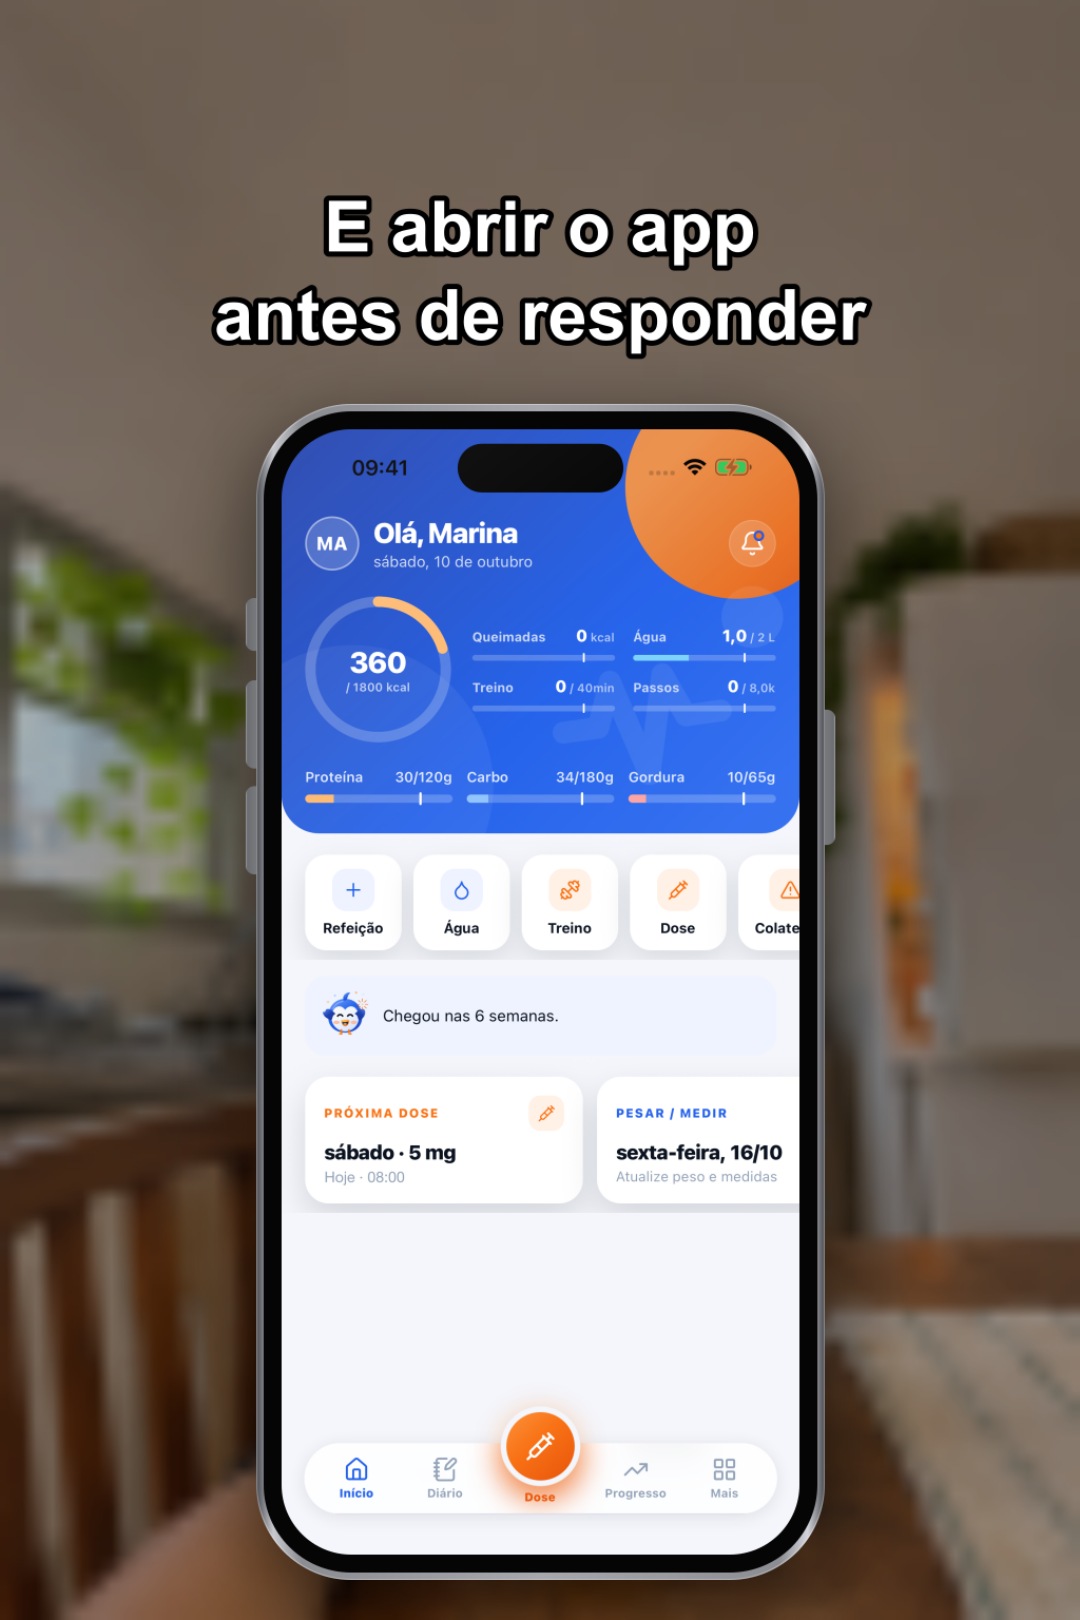 E abrir o app
antes de responder
09:41
MA
Olá, Marina
sábado, 10 de outubro
360
/ 1800 kcal
Queimadas 0 kcal
Água 1,0 / 2 L
Treino 0 / 40min
Passos 0 / 8,0k
Proteína 30/120g
Carbo 34/180g
Gordura 10/65g
Refeição
Água
Treino
Dose
Colate
Chegou nas 6 semanas.
PRÓXIMA DOSE
sábado · 5 mg
Hoje · 08:00
PESAR / MEDIR
sexta-feira, 16/10
Atualize peso e medidas
Início
Diário
Dose
Progresso
Mais